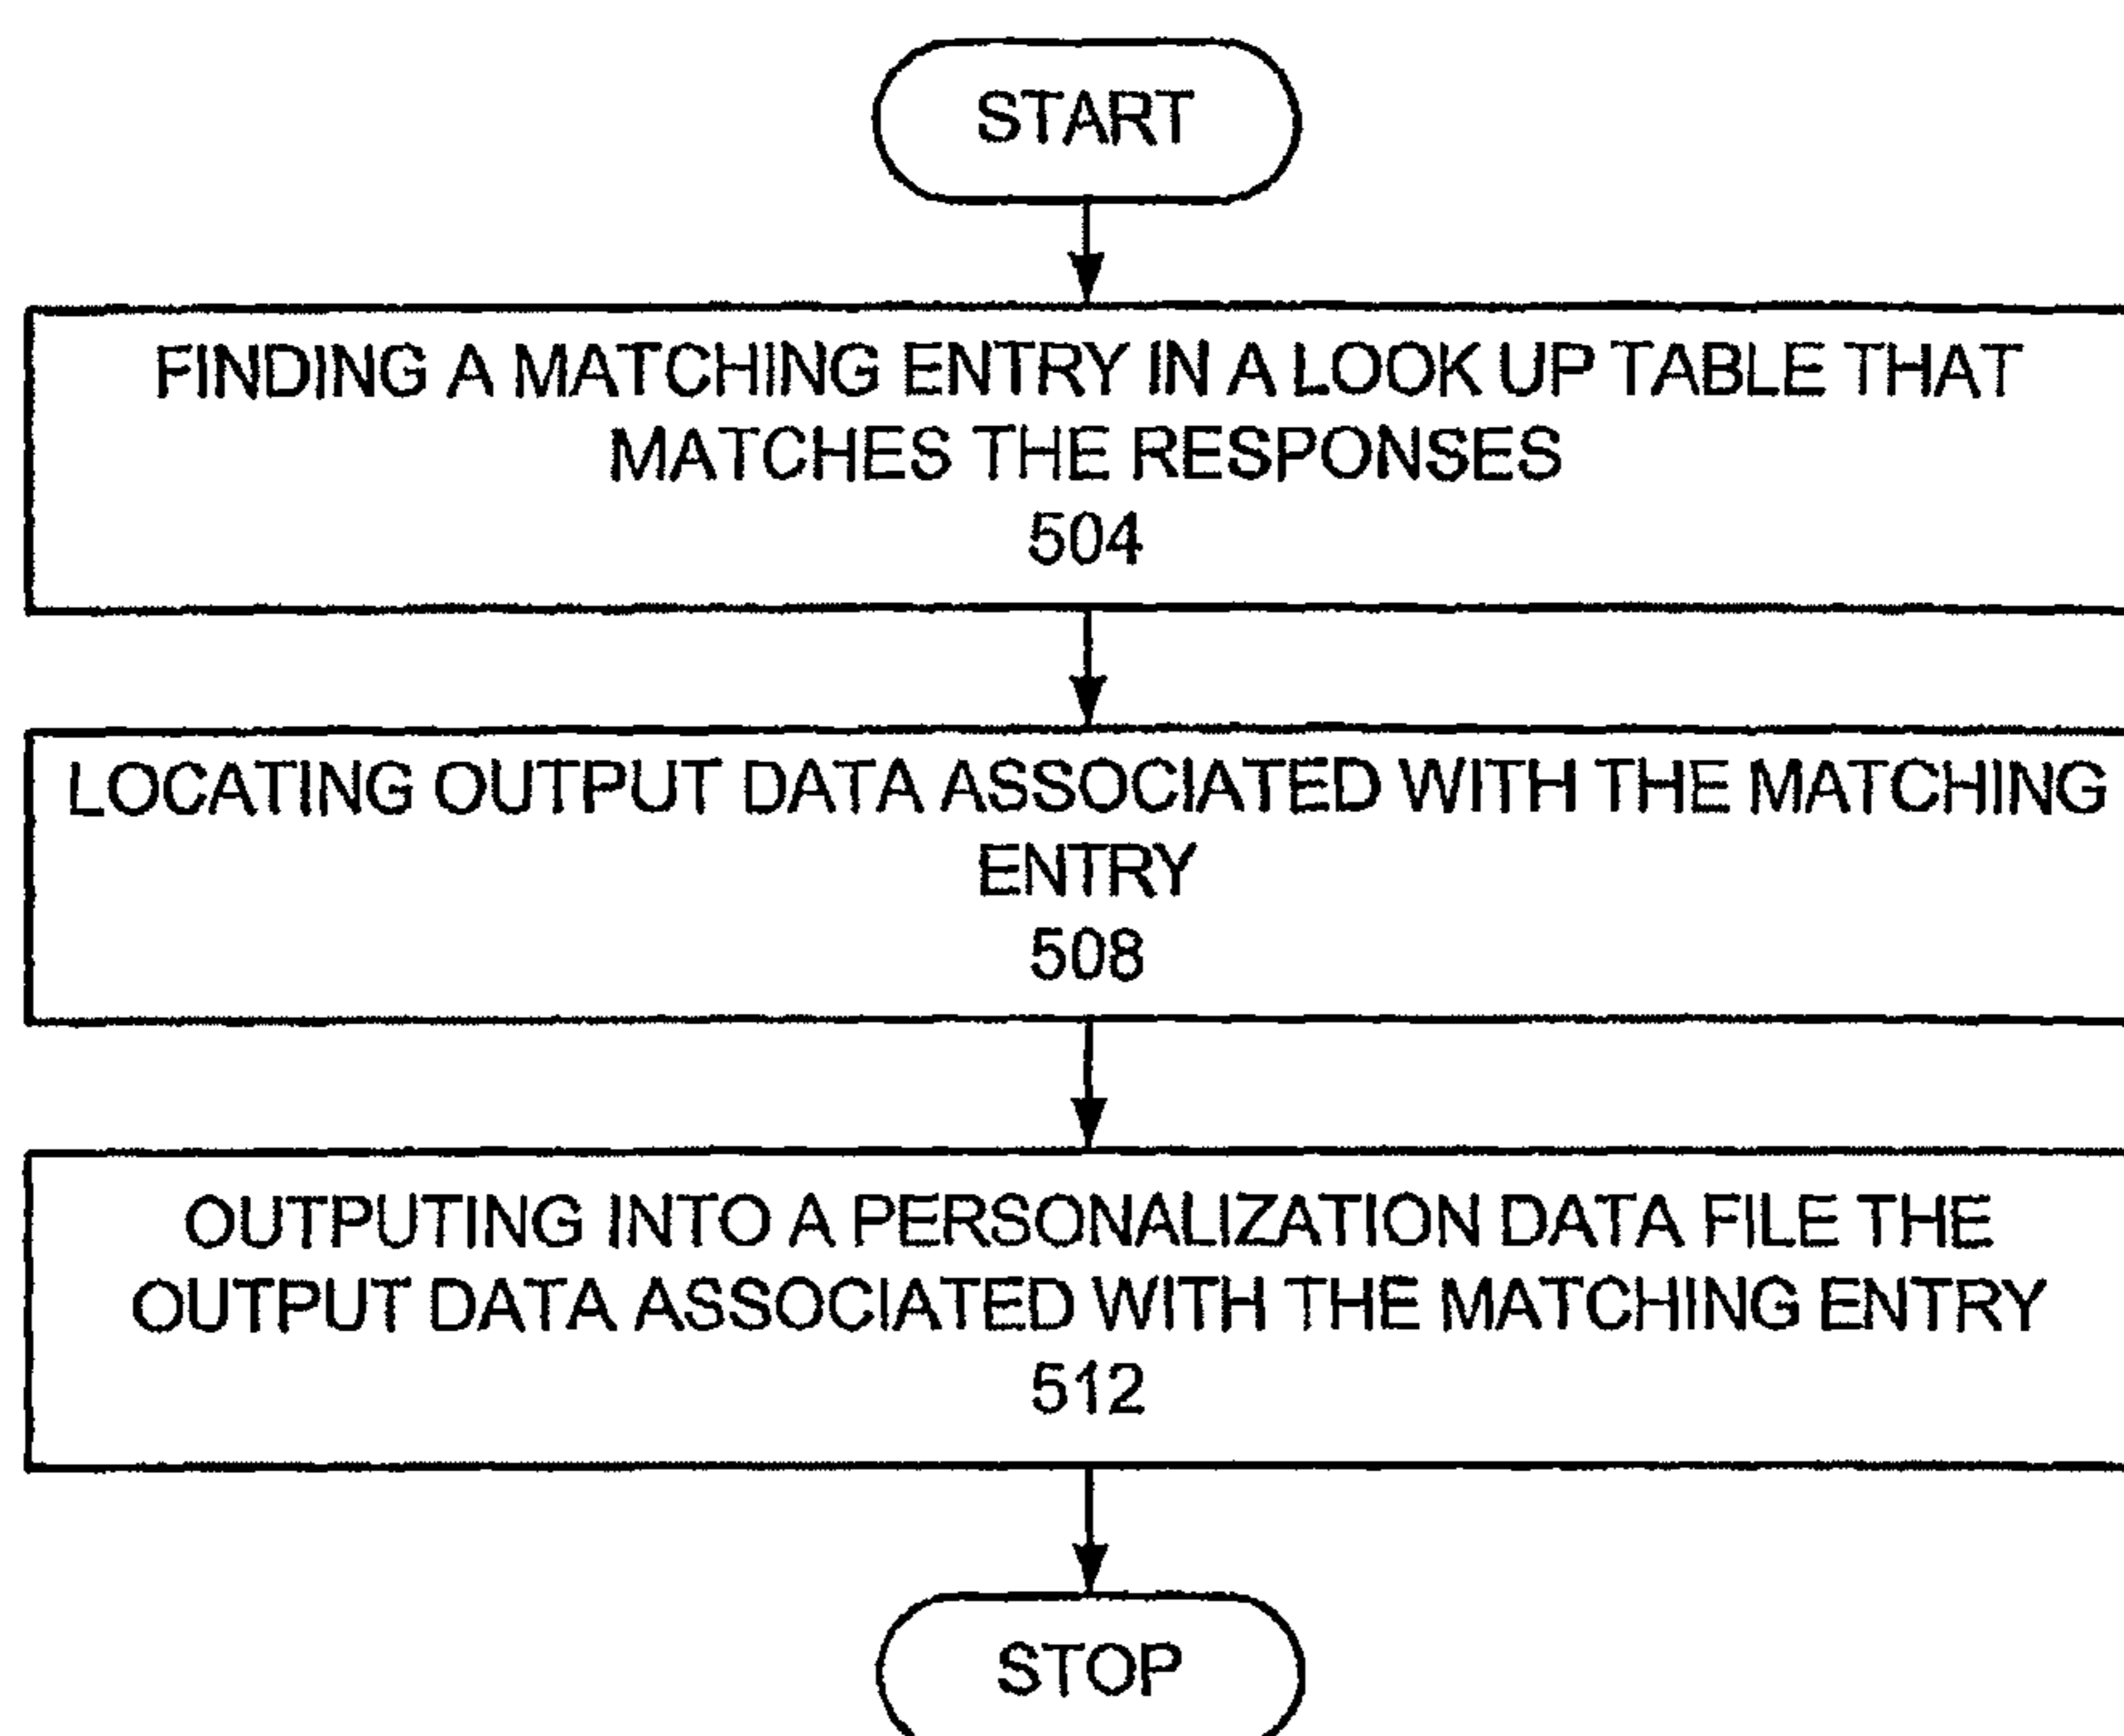 START
FINDING A MATCHING ENTRY IN A LOOK UP TABLE THAT
MATCHES THE RESPONSES
504
LOCATING OUTPUT DATA ASSOCIATED WITH THE MATCHING
ENTRY
508
OUTPUTING INTO A PERSONALIZATION DATA FILE THE
OUTPUT DATA ASSOCIATED WITH THE MATCHING ENTRY
512
STOP